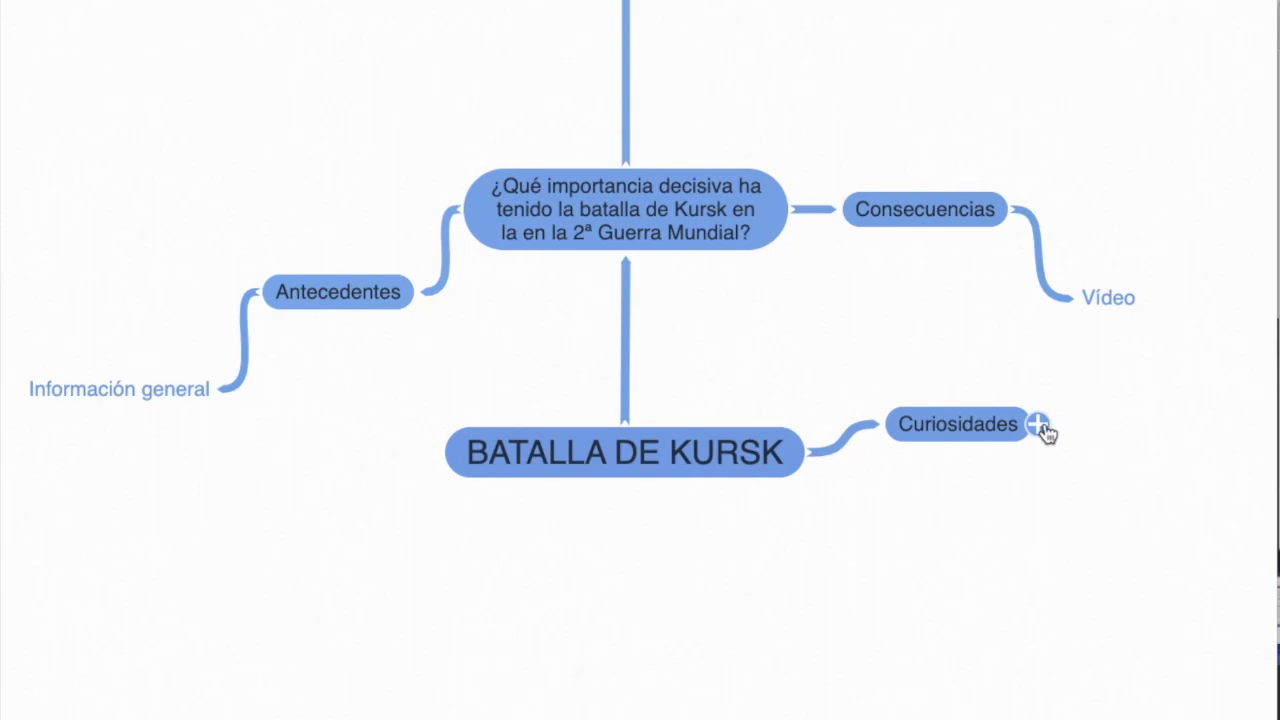 ¿Qué importancia decisiva ha
tenido la batalla de Kursk en
la en la 2ª Guerra Mundial?
Consecuencias
Antecedentes
Vídeo
Información general
Curiosidades
BATALLA DE KURSK